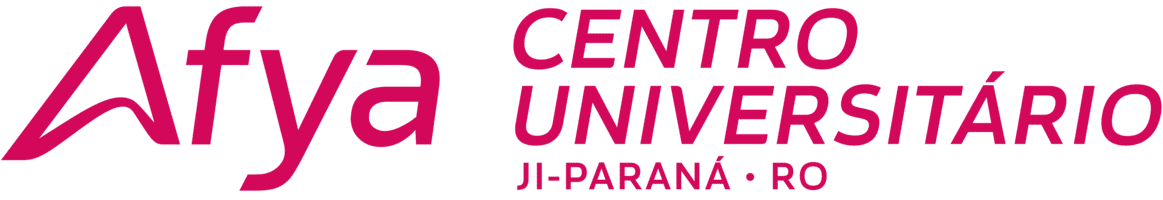 Afya
CENTRO
UNIVERSITÁRIO
JI-PARANÁ • RO